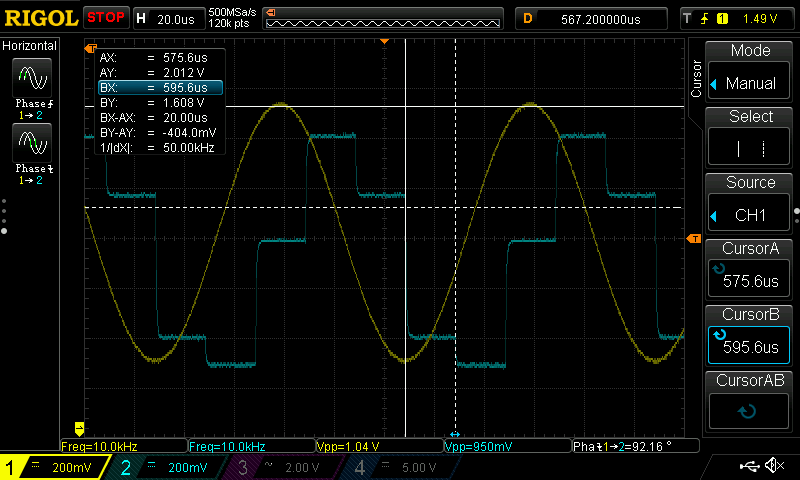 RIGOL STOP H 20.0us 500MSa/s 120k pts D 567.200000us T 1 1.49 V
Horizontal
Phase
1→2
Phase
1→2
AX: = 575.6us
AY: = 2.012 V
BX: = 595.6us
BY: = 1.608 V
BX-AX: = 20.00us
BY-AY: = -404.0mV
1/|dX|: = 50.00kHz
T
T
Cursor
Mode
Manual
Select
Source
CH1
CursorA
575.6us
CursorB
595.6us
CursorAB
Freq=10.0kHz Freq=10.0kHz Vpp=1.04 V Vpp=950mV Pha1→2=92.16 °
1 200mV 2 200mV 3 2.00 V 4 5.00 V